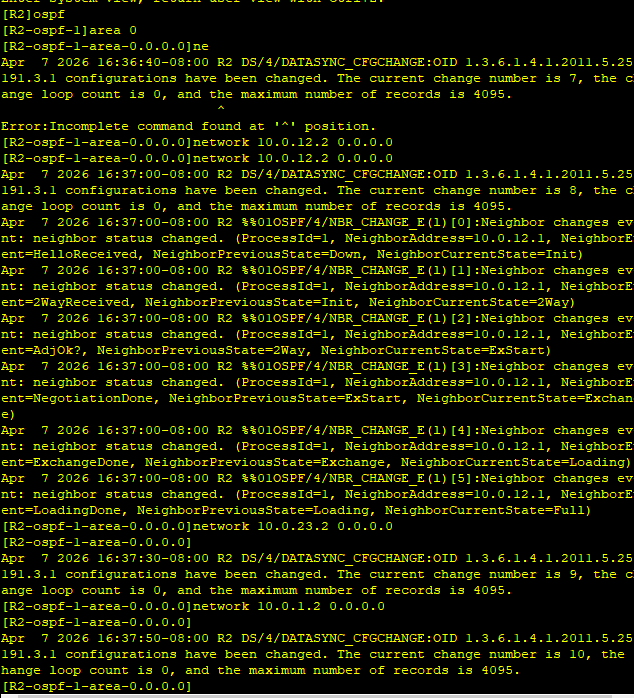 [R2]ospf
[R2-ospf-1]area 0
[R2-ospf-1-area-0.0.0.0]ne
Apr  7 2026 16:36:40-08:00 R2 DS/4/DATASYNC_CFGCHANGE:OID 1.3.6.1.4.1.2011.5.25
191.3.1 configurations have been changed. The current change number is 7, the c
ange loop count is 0, and the maximum number of records is 4095.
^
Error:Incomplete command found at '^' position.
[R2-ospf-1-area-0.0.0.0]network 10.0.12.2 0.0.0.0
[R2-ospf-1-area-0.0.0.0]network 10.0.12.2 0.0.0.0
Apr  7 2026 16:37:00-08:00 R2 DS/4/DATASYNC_CFGCHANGE:OID 1.3.6.1.4.1.2011.5.25
191.3.1 configurations have been changed. The current change number is 8, the c
ange loop count is 0, and the maximum number of records is 4095.
Apr  7 2026 16:37:00-08:00 R2 %%01OSPF/4/NBR_CHANGE_E(l)[0]:Neighbor changes ev
nt: neighbor status changed. (ProcessId=1, NeighborAddress=10.0.12.1, NeighborE
ent=HelloReceived, NeighborPreviousState=Down, NeighborCurrentState=Init)
Apr  7 2026 16:37:00-08:00 R2 %%01OSPF/4/NBR_CHANGE_E(l)[1]:Neighbor changes ev
nt: neighbor status changed. (ProcessId=1, NeighborAddress=10.0.12.1, NeighborE
ent=2WayReceived, NeighborPreviousState=Init, NeighborCurrentState=2Way)
Apr  7 2026 16:37:00-08:00 R2 %%01OSPF/4/NBR_CHANGE_E(l)[2]:Neighbor changes ev
nt: neighbor status changed. (ProcessId=1, NeighborAddress=10.0.12.1, NeighborE
ent=AdjOk?, NeighborPreviousState=2Way, NeighborCurrentState=ExStart)
Apr  7 2026 16:37:00-08:00 R2 %%01OSPF/4/NBR_CHANGE_E(l)[3]:Neighbor changes ev
nt: neighbor status changed. (ProcessId=1, NeighborAddress=10.0.12.1, NeighborE
ent=NegotiationDone, NeighborPreviousState=ExStart, NeighborCurrentState=Exchan
e)
Apr  7 2026 16:37:00-08:00 R2 %%01OSPF/4/NBR_CHANGE_E(l)[4]:Neighbor changes ev
nt: neighbor status changed. (ProcessId=1, NeighborAddress=10.0.12.1, NeighborE
ent=ExchangeDone, NeighborPreviousState=Exchange, NeighborCurrentState=Loading)
Apr  7 2026 16:37:00-08:00 R2 %%01OSPF/4/NBR_CHANGE_E(l)[5]:Neighbor changes ev
nt: neighbor status changed. (ProcessId=1, NeighborAddress=10.0.12.1, NeighborE
ent=LoadingDone, NeighborPreviousState=Loading, NeighborCurrentState=Full)
[R2-ospf-1-area-0.0.0.0]network 10.0.23.2 0.0.0.0
[R2-ospf-1-area-0.0.0.0]
Apr  7 2026 16:37:30-08:00 R2 DS/4/DATASYNC_CFGCHANGE:OID 1.3.6.1.4.1.2011.5.25
191.3.1 configurations have been changed. The current change number is 9, the c
ange loop count is 0, and the maximum number of records is 4095.
[R2-ospf-1-area-0.0.0.0]network 10.0.1.2 0.0.0.0
[R2-ospf-1-area-0.0.0.0]
Apr  7 2026 16:37:50-08:00 R2 DS/4/DATASYNC_CFGCHANGE:OID 1.3.6.1.4.1.2011.5.25
191.3.1 configurations have been changed. The current change number is 10, the
hange loop count is 0, and the maximum number of records is 4095.
[R2-ospf-1-area-0.0.0.0]